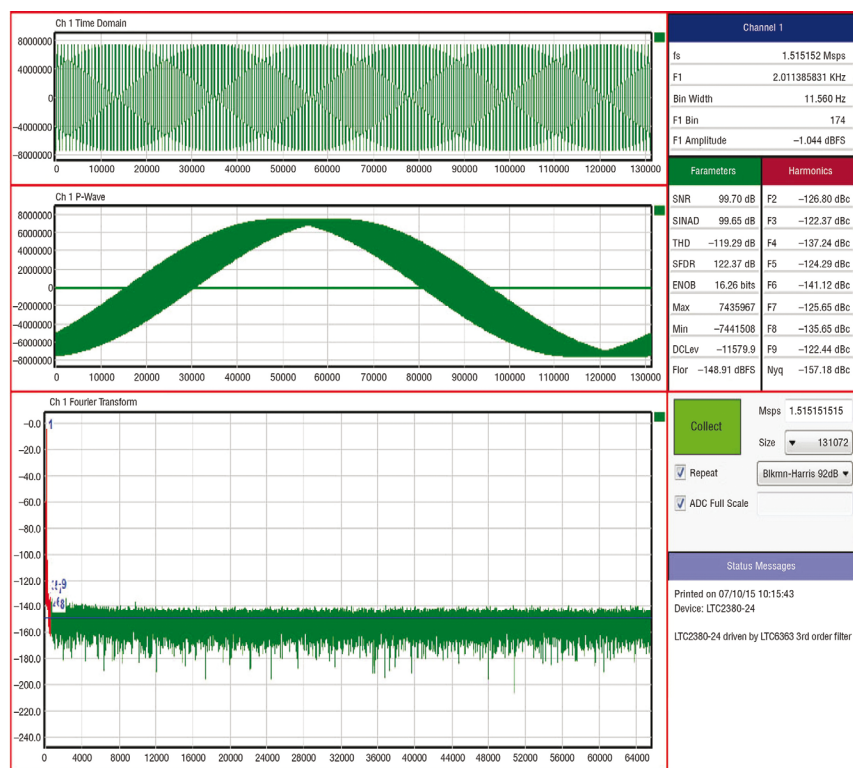 Ch 1 Time Domain
8000000
4000000
0
−4000000
−8000000
0 10000 20000 30000 40000 50000 60000 70000 80000 90000 100000 110000 120000 130000
Ch 1 P-Wave
8000000
6000000
4000000
2000000
0
−2000000
−4000000
−6000000
−8000000
0 10000 20000 30000 40000 50000 60000 70000 80000 90000 100000 110000 120000 130000
Ch 1 Fourier Transform
1
−0.0
−20.0
−40.0
−60.0
−80.0
−100.0
−120.0
−140.0
−160.0
−180.0
−200.0
−220.0
−240.0
0 4000 8000 12000 16000 20000 24000 28000 32000 36000 40000 44000 48000 52000 56000 60000 64000
Channel 1
fs 1.515152 Msps
F1 2.011385831 KHz
Bin Width 11.560 Hz
F1 Bin 174
F1 Amplitude −1.044 dBFS
Parameters Harmonics
SNR 99.70 dB F2 −126.80 dBc
SINAD 99.65 dB F3 −122.37 dBc
THD −119.29 dB F4 −137.24 dBc
SFDR 122.37 dB F5 −124.29 dBc
ENOB 16.26 bits F6 −141.12 dBc
Max 7435967 F7 −125.65 dBc
Min −7441508 F8 −135.65 dBc
DCLev −11579.9 F9 −122.44 dBc
Flor −148.91 dBFS Nyq −157.18 dBc
Collect
Msps 1.515151515
Size 131072
Repeat
Blkmn-Harris 92dB
ADC Full Scale
Status Messages
Printed on 07/10/15 10:15:43
Device: LTC2380-24
LTC2380-24 driven by LTC6363 3rd order filter